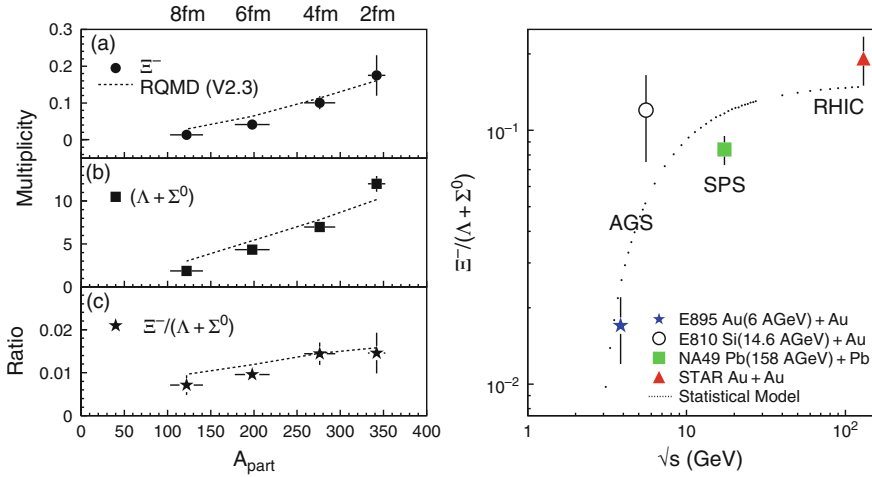 8fm 6fm 4fm 2fm
(a)
Ξ⁻
RQMD (V2.3)
0.3
0.2
0.1
0
Multiplicity
(b)
(Λ + Σ⁰)
10
5
0
(c)
Ξ⁻/(Λ + Σ⁰)
0.02
0.01
0
Ratio
0 50 100 150 200 250 300 350 400
A_part
Ξ⁻/(Λ + Σ⁰)
10⁻¹
10⁻²
RHIC
SPS
AGS
E895 Au(6 AGeV) + Au
E810 Si(14.6 AGeV) + Au
NA49 Pb(158 AGeV) + Pb
STAR Au + Au
Statistical Model
1 10 10²
√s (GeV)